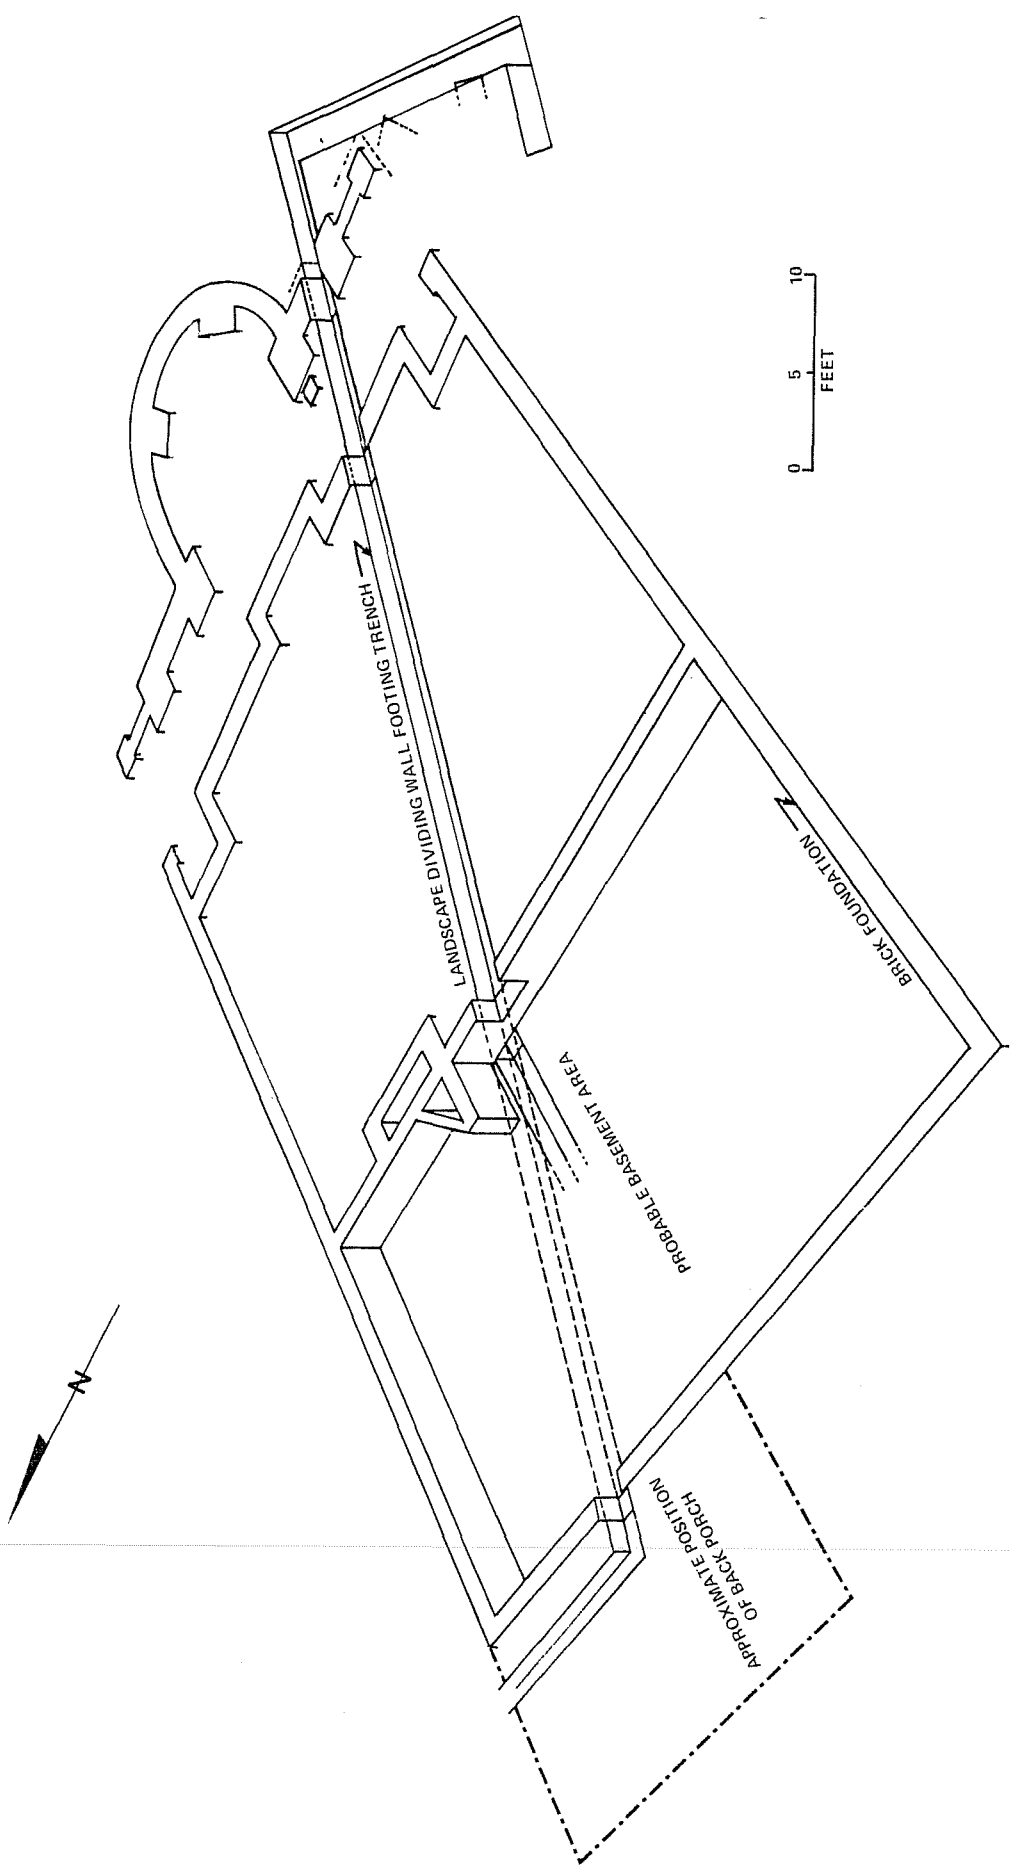 LANDSCAPE DIVIDING WALL FOOTING TRENCH
BRICK FOUNDATION
PROBABLE BASEMENT AREA
APPROXIMATE POSITION
OF BACK PORCH
N
0 5 10
FEET